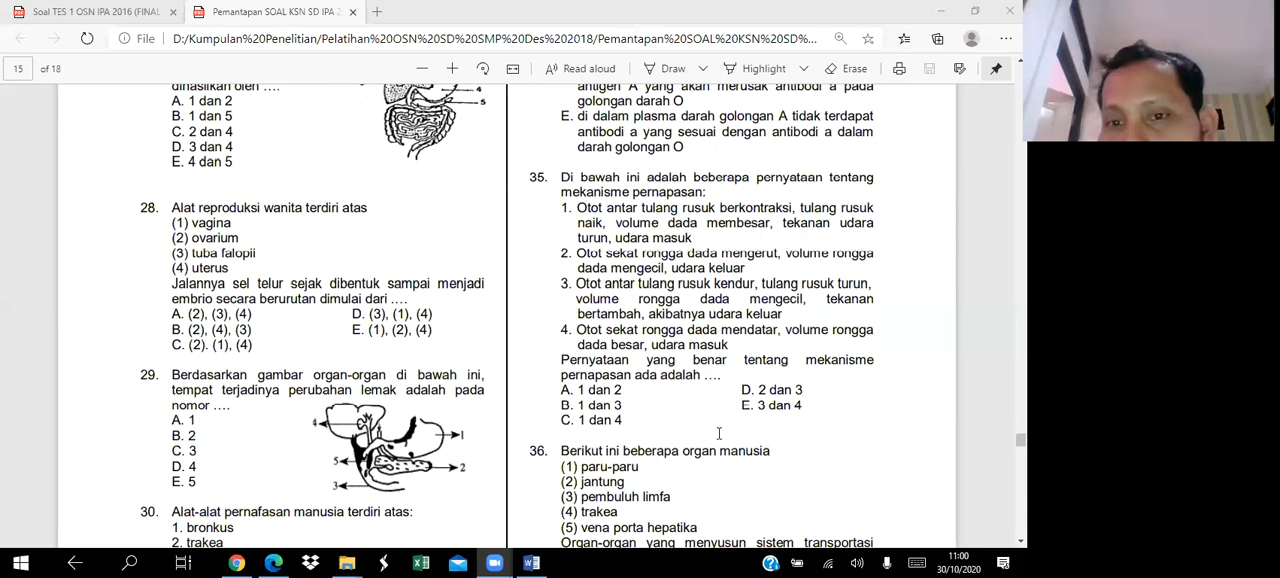 Soal TES 1 OSN IPA 2016 (FINAL
Pemantapan SOAL KSN SD IPA 2
File
D:/Kumpulan%20Penelitian/Pelatihan%20OSN%20SD%20SMP%20Des%202018/Pemantapan%20SOAL%20KSN%20SD%...
15 of 18
Read aloud
Draw
Highlight
Erase
dihasilkan oleh ....
A. 1 dan 2
B. 1 dan 5
C. 2 dan 4
D. 3 dan 4
E. 4 dan 5
4
5
28. Alat reproduksi wanita terdiri atas
(1) vagina
(2) ovarium
(3) tuba falopii
(4) uterus
Jalannya sel telur sejak dibentuk sampai menjadi
embrio secara berurutan dimulai dari ....
A. (2), (3), (4) D. (3), (1), (4)
B. (2), (4), (3) E. (1), (2), (4)
C. (2). (1), (4)
29. Berdasarkan gambar organ-organ di bawah ini,
tempat terjadinya perubahan lemak adalah pada
nomor ....
A. 1
B. 2
C. 3
D. 4
E. 5
4
1
5
2
3
30. Alat-alat pernafasan manusia terdiri atas:
1. bronkus
2. trakea
antigen A yang akan merusak antibodi a pada
golongan darah O
E. di dalam plasma darah golongan A tidak terdapat
antibodi a yang sesuai dengan antibodi a dalam
darah golongan O
35. Di bawah ini adalah beberapa pernyataan tentang
mekanisme pernapasan:
1. Otot antar tulang rusuk berkontraksi, tulang rusuk
naik, volume dada membesar, tekanan udara
turun, udara masuk
2. Otot sekat rongga dada mengerut, volume rongga
dada mengecil, udara keluar
3. Otot antar tulang rusuk kendur, tulang rusuk turun,
volume rongga dada mengecil, tekanan
bertambah, akibatnya udara keluar
4. Otot sekat rongga dada mendatar, volume rongga
dada besar, udara masuk
Pernyataan yang benar tentang mekanisme
pernapasan ada adalah ....
A. 1 dan 2 D. 2 dan 3
B. 1 dan 3 E. 3 dan 4
C. 1 dan 4
36. Berikut ini beberapa organ manusia
(1) paru-paru
(2) jantung
(3) pembuluh limfa
(4) trakea
(5) vena porta hepatika
Organ-organ yang menyusun sistem transportasi
11:00
30/10/2020